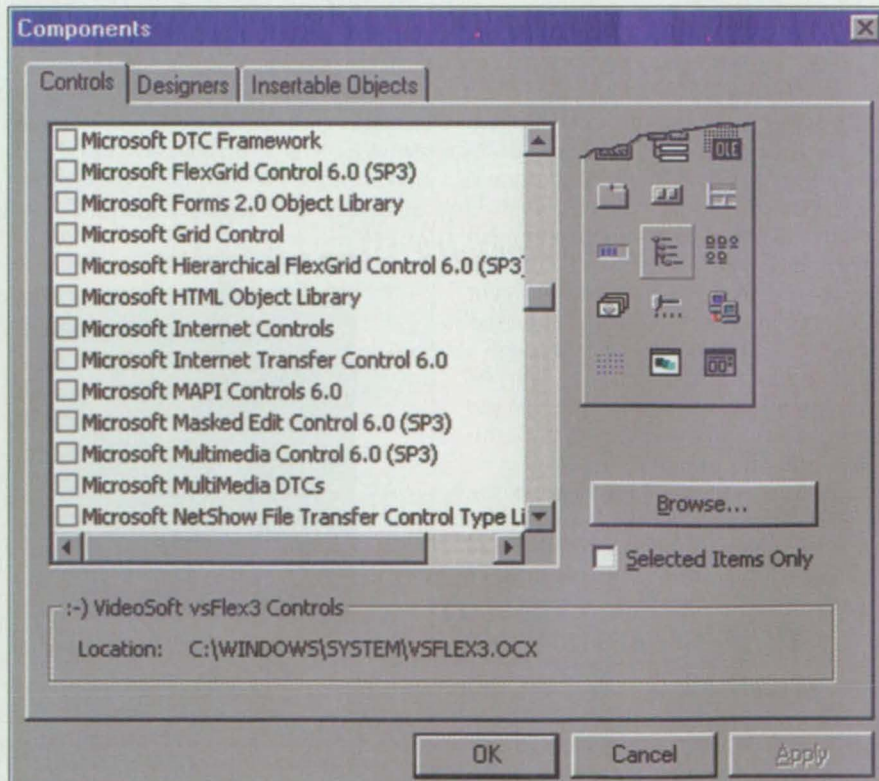 Components
Controls
Designers
Insertable Objects
Microsoft DTC Framework
Microsoft FlexGrid Control 6.0 (SP3)
Microsoft Forms 2.0 Object Library
Microsoft Grid Control
Microsoft Hierarchical FlexGrid Control 6.0 (SP3
Microsoft HTML Object Library
Microsoft Internet Controls
Microsoft Internet Transfer Control 6.0
Microsoft MAPI Controls 6.0
Microsoft Masked Edit Control 6.0 (SP3)
Microsoft Multimedia Control 6.0 (SP3)
Microsoft MultiMedia DTCs
Microsoft NetShow File Transfer Control Type Li
OLE
Browse...
Selected Items Only
:-) VideoSoft vsFlex3 Controls
Location: C:\WINDOWS\SYSTEM\VSFLEX3.OCX
OK
Cancel
Apply